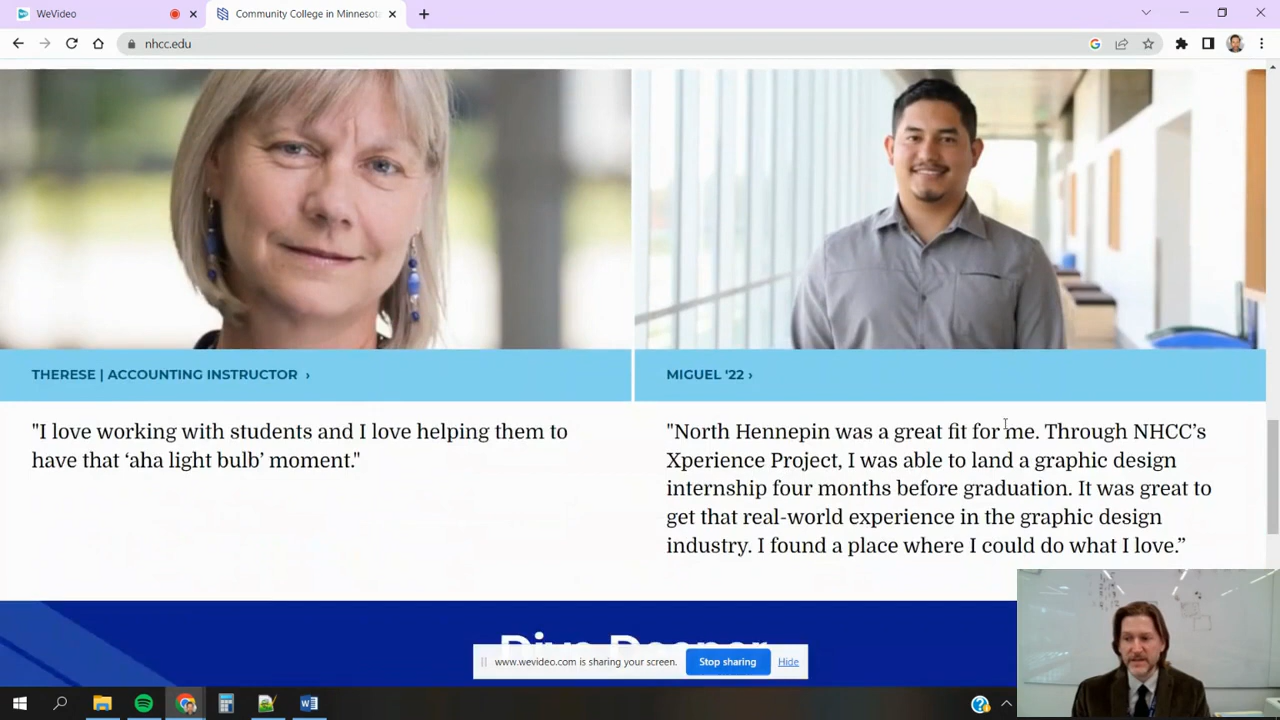 WeVideo
Community College in Minnesot
nhcc.edu
THERESE | ACCOUNTING INSTRUCTOR ›
"I love working with students and I love helping them to
have that ‘aha light bulb’ moment."
MIGUEL '22 ›
"North Hennepin was a great fit for me. Through NHCC’s
Xperience Project, I was able to land a graphic design
internship four months before graduation. It was great to
get that real-world experience in the graphic design
industry. I found a place where I could do what I love.”
Dive Deeper
www.wevideo.com is sharing your screen.
Stop sharing
Hide